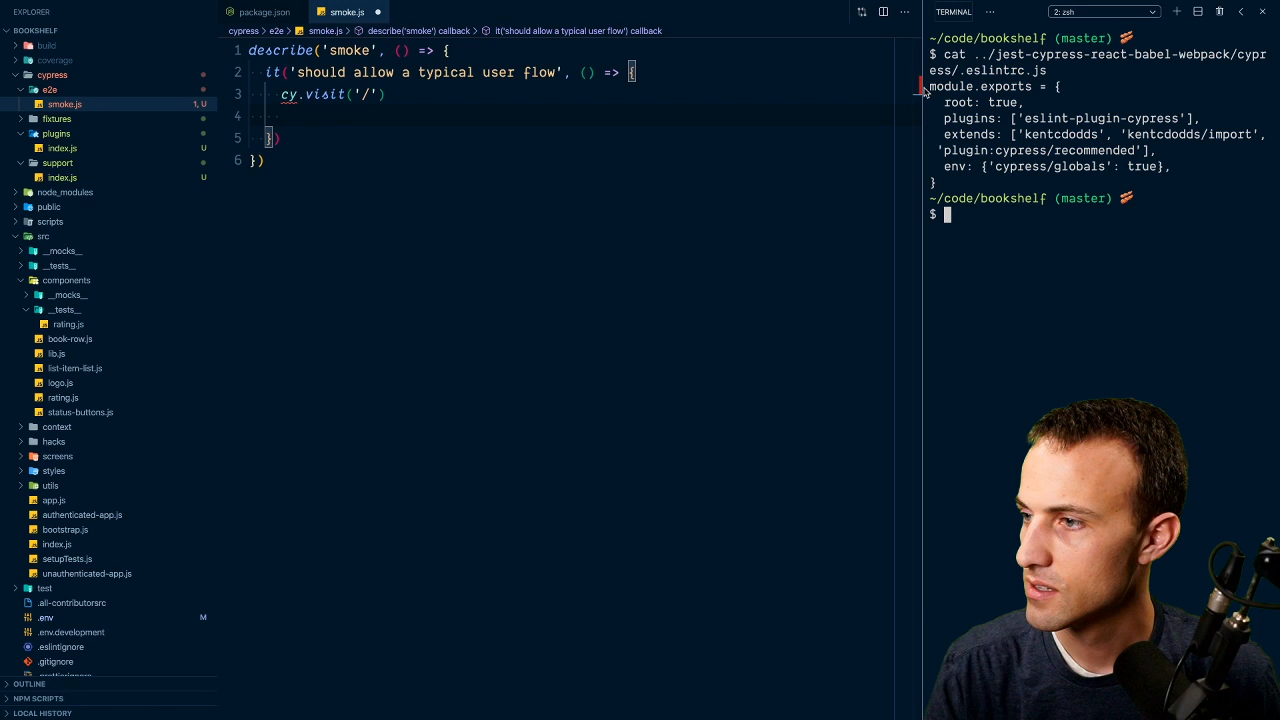 EXPLORER
BOOKSHELF
build
coverage
cypress
e2e
smoke.js 1, U
fixtures
plugins
index.js U
support
index.js U
node_modules
public
scripts
src
__mocks__
__tests__
components
__mocks__
__tests__
rating.js
book-row.js
lib.js
list-item-list.js
logo.js
rating.js
status-buttons.js
context
hacks
screens
styles
utils
app.js
authenticated-app.js
bootstrap.js
index.js
setupTests.js
unauthenticated-app.js
test
.all-contributorsrc
.env M
.env.development
.eslintignore
.gitignore
.prettierignore
OUTLINE
NPM SCRIPTS
LOCAL HISTORY
package.json smoke.js
cypress > e2e > smoke.js > describe('smoke') callback > it('should allow a typical user flow') callback
1 describe('smoke', () => {
2 it('should allow a typical user flow', () => {
3 cy.visit('/')
4
5 })
6 })
TERMINAL ··· 2: zsh
~/code/bookshelf (master) 🥓
$ cat ../jest-cypress-react-babel-webpack/cypr
ess/.eslintrc.js
module.exports = {
root: true,
plugins: ['eslint-plugin-cypress'],
extends: ['kentcdodds', 'kentcdodds/import',
'plugin:cypress/recommended'],
env: {'cypress/globals': true},
}
~/code/bookshelf (master) 🥓
$